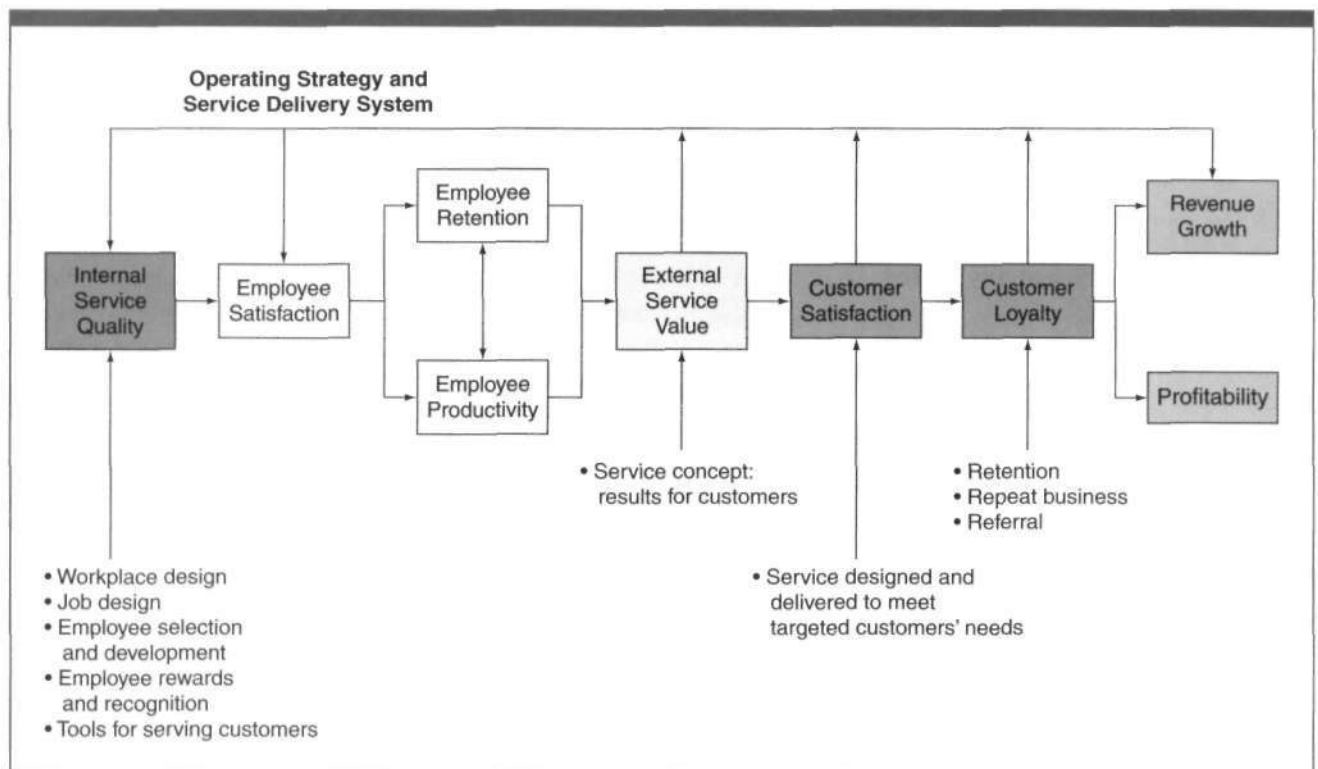 Operating Strategy and
Service Delivery System
Employee
Retention
Revenue
Growth
Internal
Service
Quality
Employee
Satisfaction
External
Service
Value
Customer
Satisfaction
Customer
Loyalty
Employee
Productivity
Profitability
• Service concept:
results for customers
• Retention
• Repeat business
• Referral
• Workplace design
• Job design
• Employee selection
and development
• Employee rewards
and recognition
• Tools for serving customers
• Service designed and
delivered to meet
targeted customers' needs